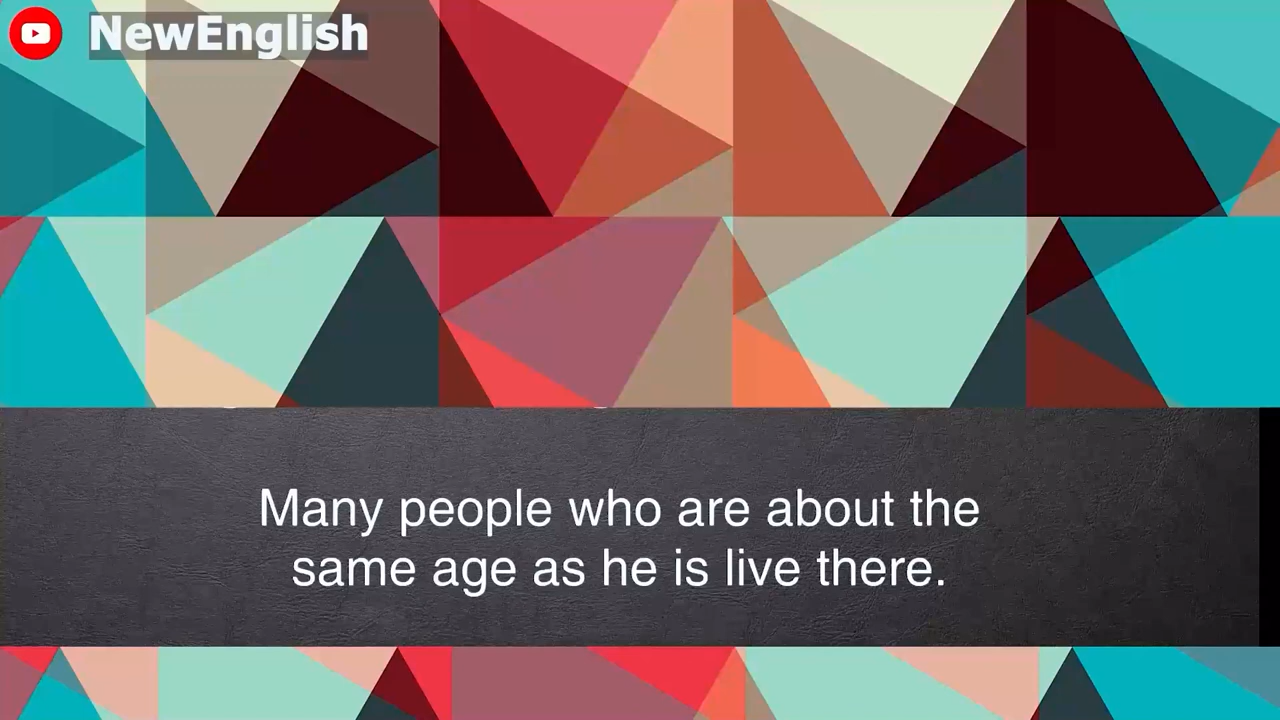 NewEnglish
Many people who are about the
same age as he is live there.